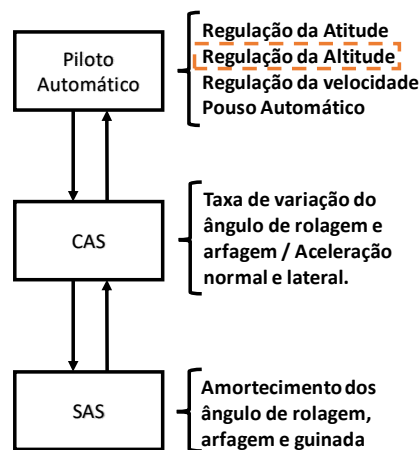 Piloto
Automático
Regulação da Atitude
Regulação da Altitude
Regulação da velocidade
Pouso Automático
CAS
Taxa de variação do
ângulo de rolagem e
arfagem / Aceleração
normal e lateral.
SAS
Amortecimento dos
ângulo de rolagem,
arfagem e guinada